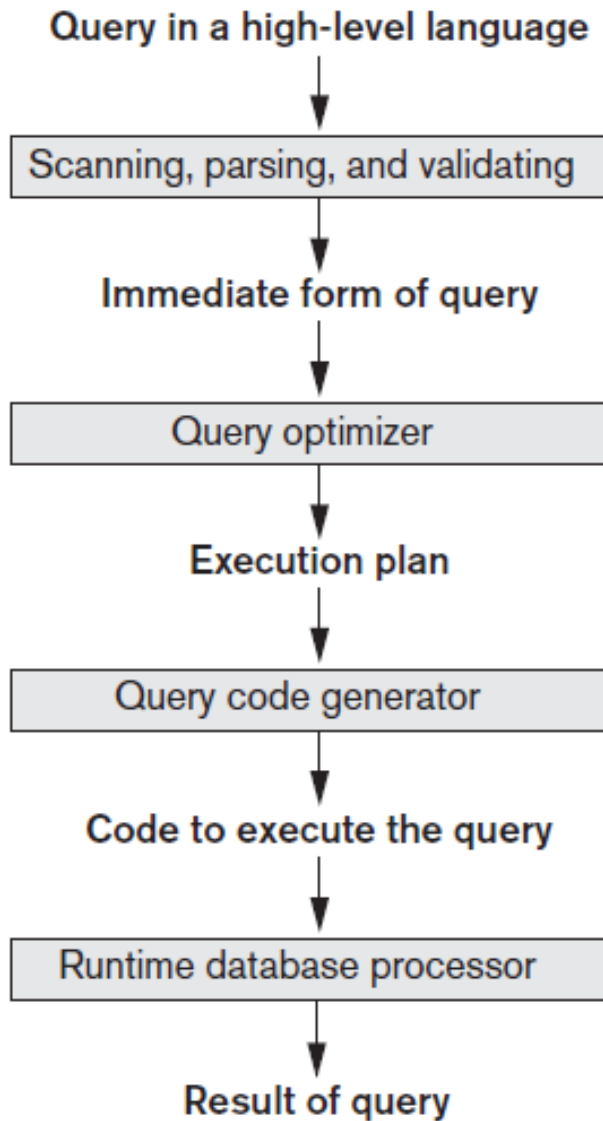 Query in a high-level language
Scanning, parsing, and validating
Immediate form of query
Query optimizer
Execution plan
Query code generator
Code to execute the query
Runtime database processor
Result of query